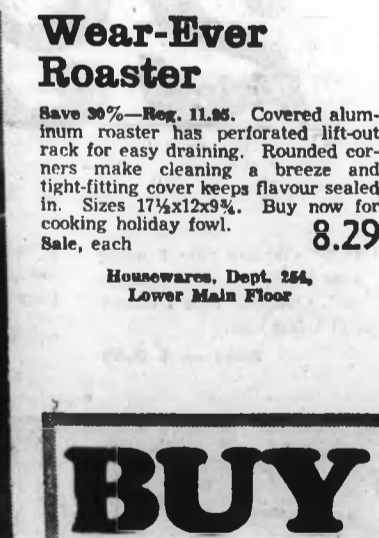 Wear-Ever
Roaster
Save 30%—Reg. 11.95. Covered alum-
inum roaster has perforated lift-out
rack for easy draining. Rounded cor-
ners make cleaning a breeze and
tight-fitting cover keeps flavour sealed
in. Sizes 17½x12x9¾. Buy now for
cooking holiday fowl.
Sale, each 8.29
Housewares, Dept. 254,
Lower Main Floor
BUY